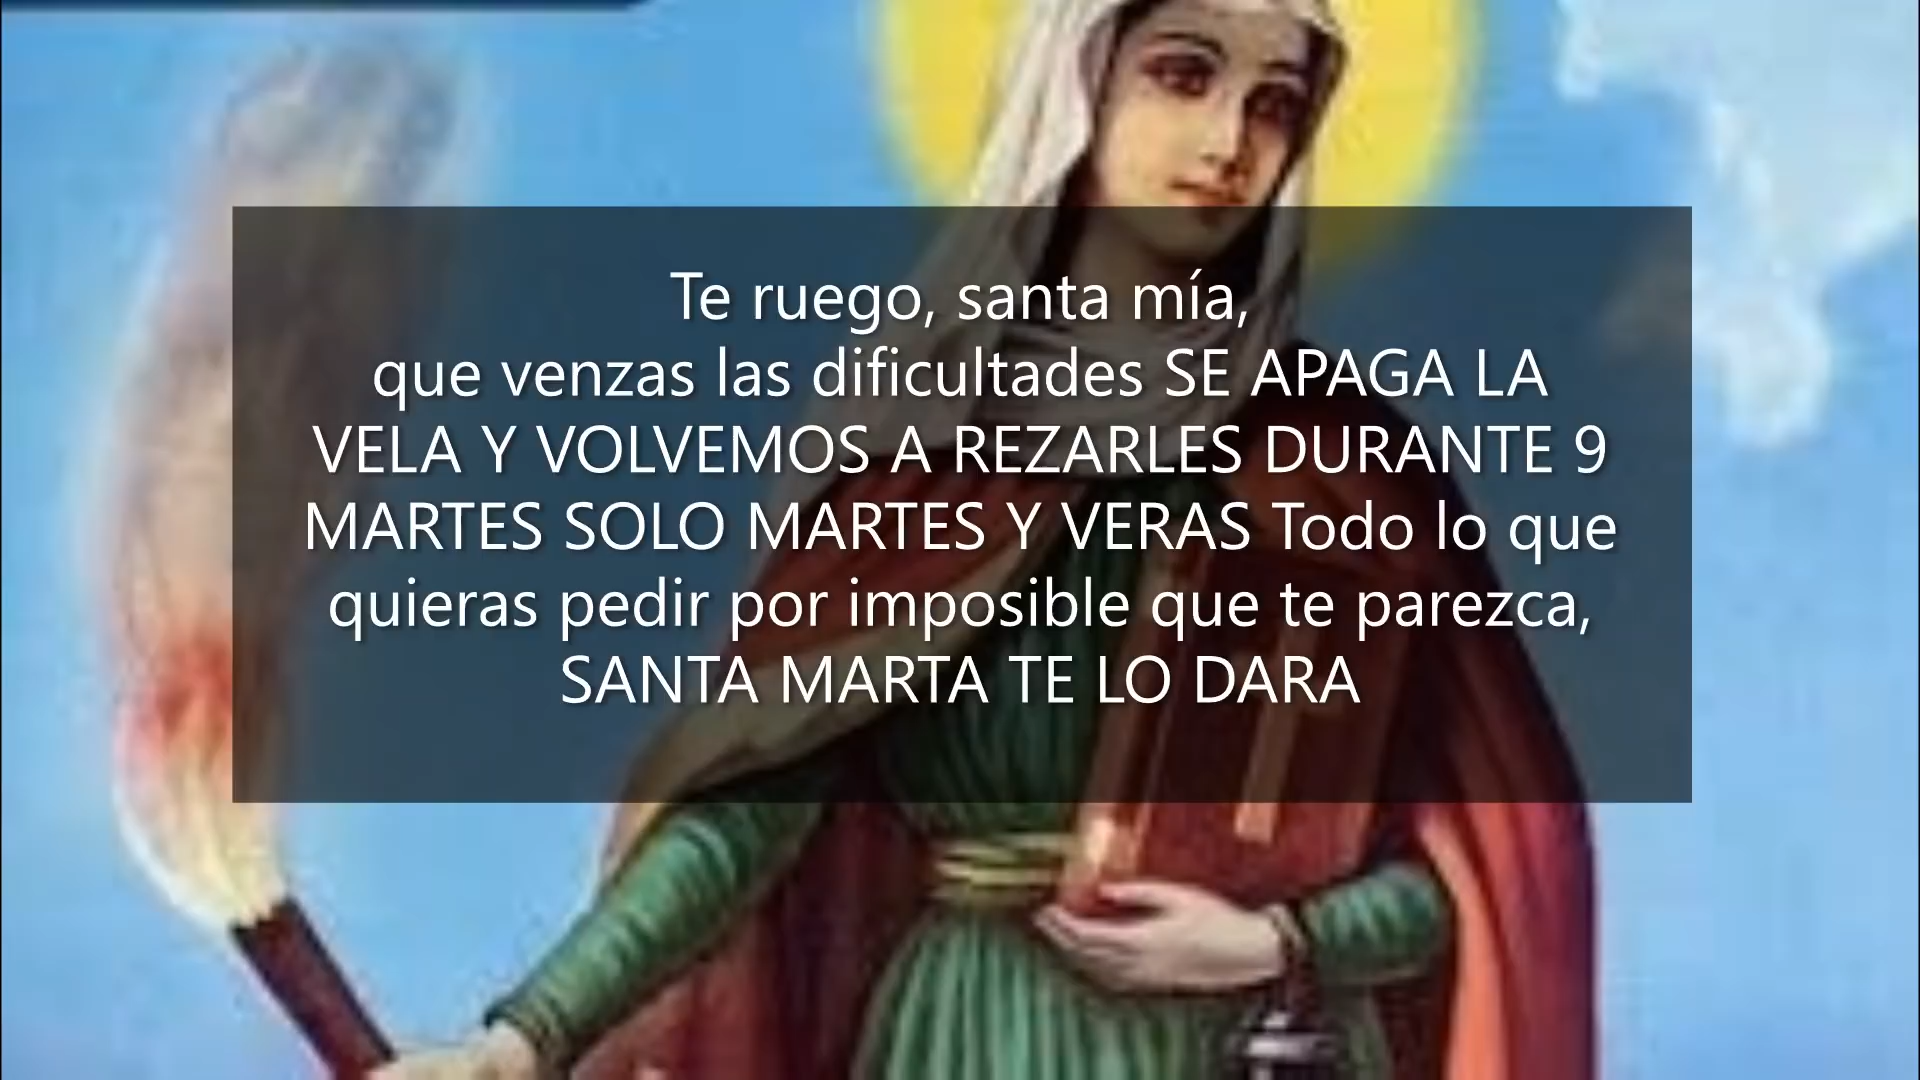 Te ruego, santa mía,
que venzas las dificultades SE APAGA LA
VELA Y VOLVEMOS A REZARLES DURANTE 9
MARTES SOLO MARTES Y VERAS Todo lo que
quieras pedir por imposible que te parezca,
SANTA MARTA TE LO DARA